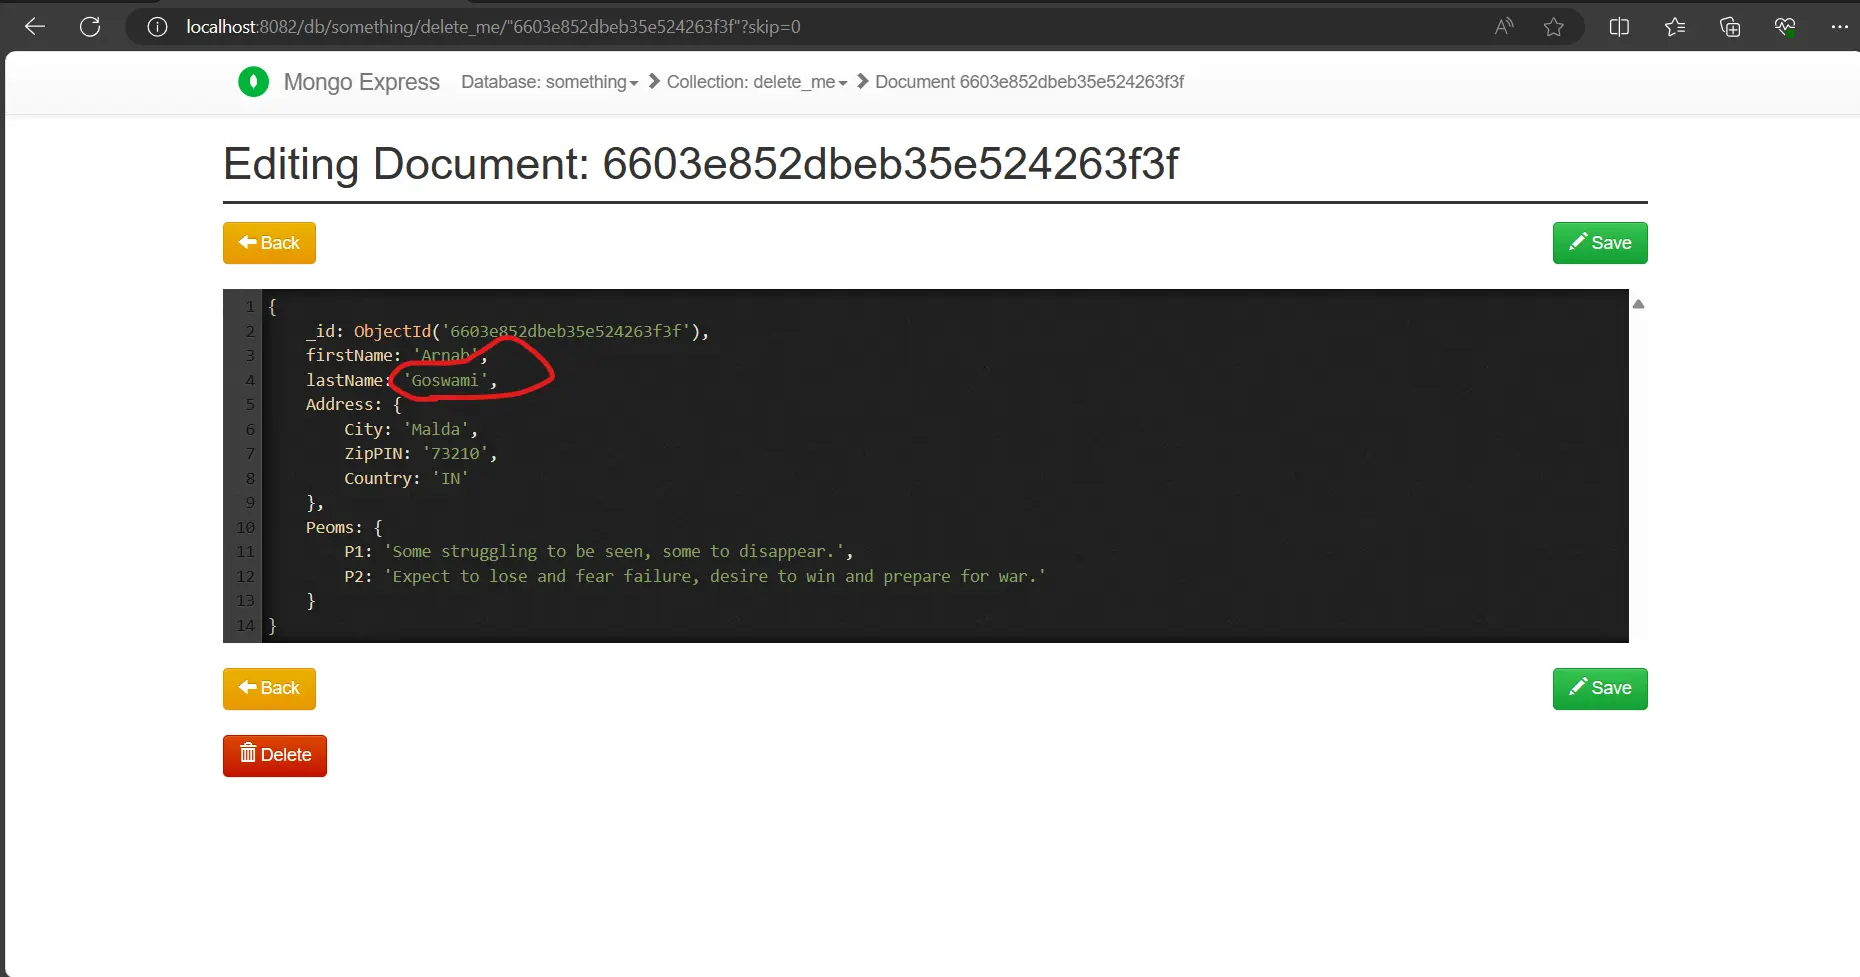 localhost:8082/db/something/delete_me/"6603e852dbeb35e524263f3f"?skip=0
Mongo Express Database: something Collection: delete_me Document 6603e852dbeb35e524263f3f
Editing Document: 6603e852dbeb35e524263f3f
Back Save
1 {
2 _id: ObjectId('6603e852dbeb35e524263f3f'),
3 firstName: 'Arnab',
4 lastName: 'Goswami',
5 Address: {
6 City: 'Malda',
7 ZipPIN: '73210',
8 Country: 'IN'
9 },
10 Peoms: {
11 P1: 'Some struggling to be seen, some to disappear.',
12 P2: 'Expect to lose and fear failure, desire to win and prepare for war.'
13 }
14 }
Back Save
Delete